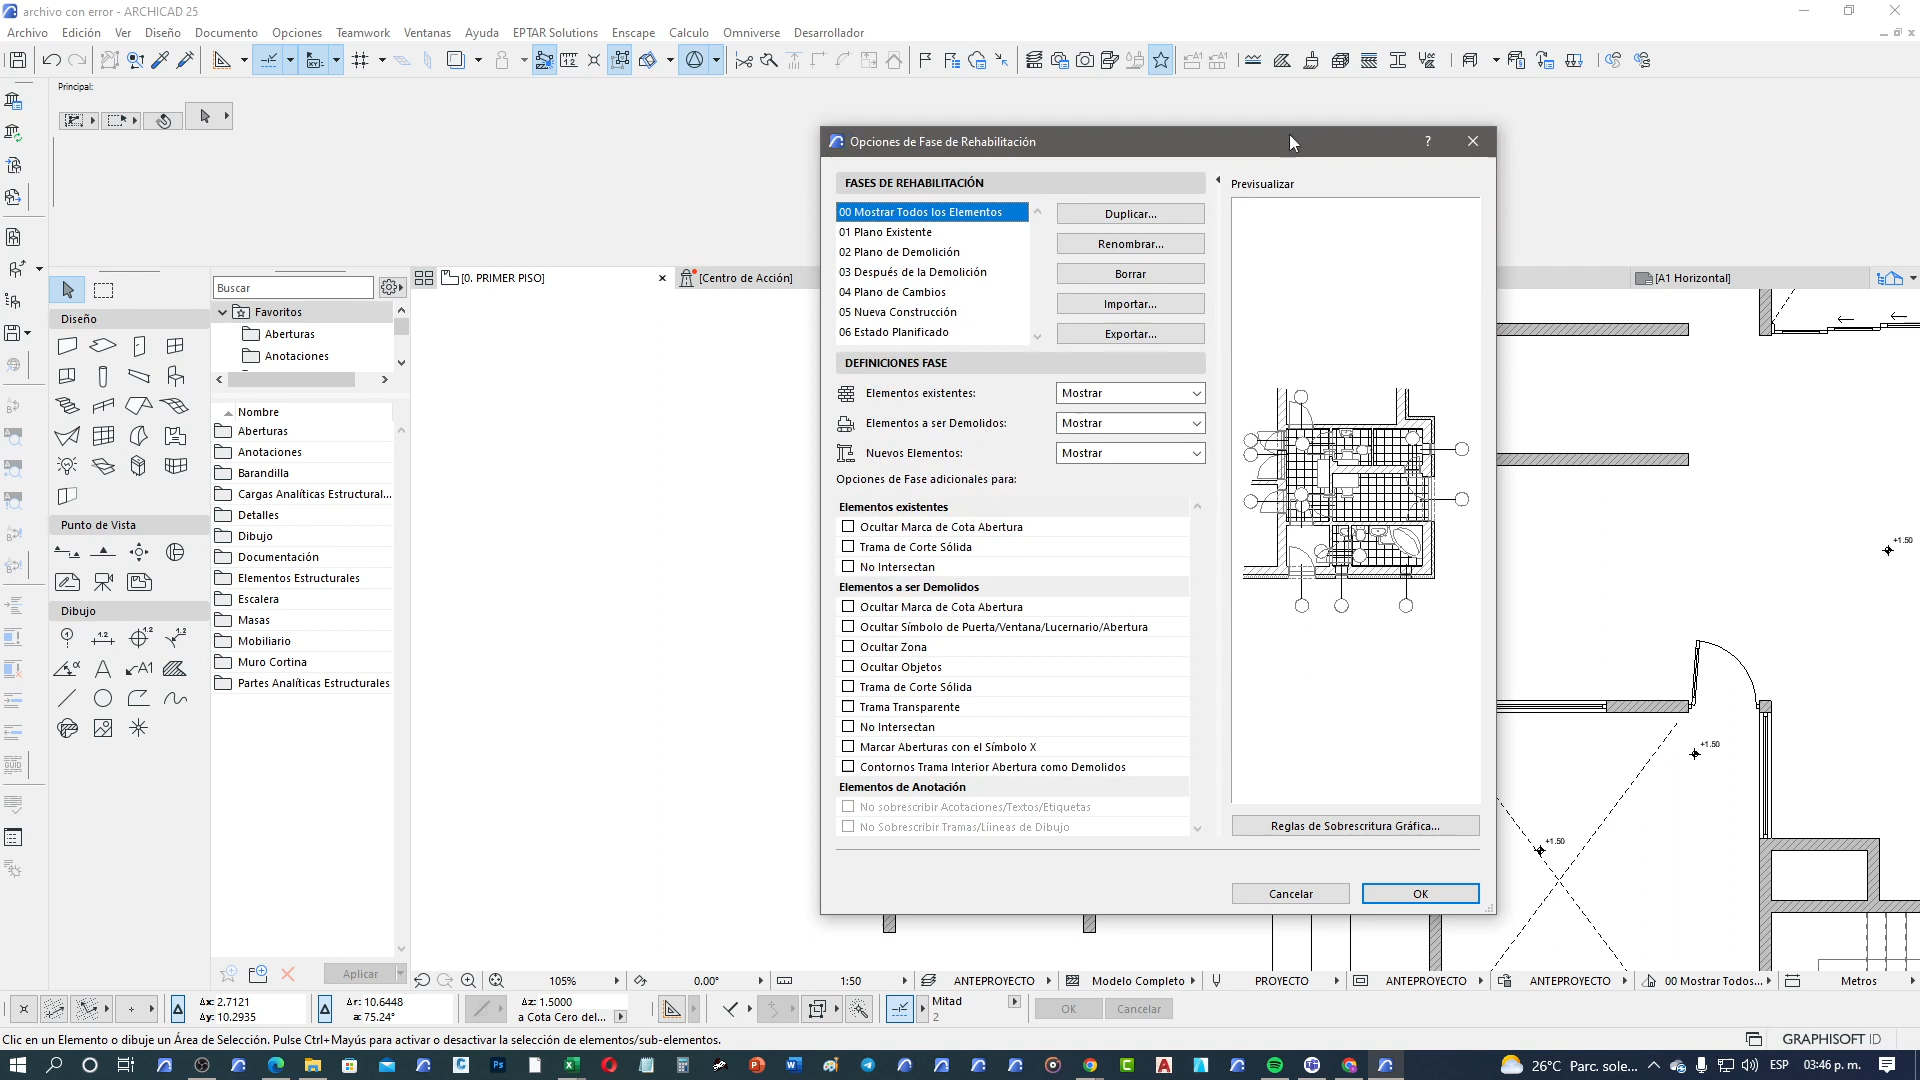 archivo con error - ARCHICAD 25
Archivo Edición Ver Diseño Documento Opciones Teamwork Ventanas Ayuda EPTAR Solutions Enscape Calculo Omniverse Desarrollador
Principal:
Opciones de Fase de Rehabilitación
?
FASES DE REHABILITACIÓN
Previsualizar
00 Mostrar Todos los Elementos
01 Plano Existente
02 Plano de Demolición
03 Después de la Demolición
04 Plano de Cambios
05 Nueva Construcción
06 Estado Planificado
Duplicar...
Renombrar...
Borrar
Importar...
Exportar...
DEFINICIONES FASE
Elementos existentes: Mostrar
Elementos a ser Demolidos: Mostrar
Nuevos Elementos: Mostrar
Opciones de Fase adicionales para:
Elementos existentes
Ocultar Marca de Cota Abertura
Trama de Corte Sólida
No Intersectan
Elementos a ser Demolidos
Ocultar Marca de Cota Abertura
Ocultar Símbolo de Puerta/Ventana/Lucernario/Abertura
Ocultar Zona
Ocultar Objetos
Trama de Corte Sólida
Trama Transparente
No Intersectan
Marcar Aberturas con el Símbolo X
Contornos Trama Interior Abertura como Demolidos
Elementos de Anotación
No sobrescribir Acotaciones/Textos/Etiquetas
No Sobrescribir Tramas/Líineas de Dibujo
Reglas de Sobrescritura Gráfica...
Cancelar OK
[0. PRIMER PISO]
[Centro de Acción]
[A1 Horizontal]
Buscar
Favoritos
Aberturas
Anotaciones
Nombre
Aberturas
Anotaciones
Barandilla
Cargas Analíticas Estructural...
Detalles
Dibujo
Documentación
Elementos Estructurales
Escalera
Masas
Mobiliario
Muro Cortina
Partes Analíticas Estructurales
Aplicar
Diseño
Punto de Vista
Dibujo
+1.50
+1.50
+1.50
105% 0.00° 1:50 ANTEPROYECTO Modelo Completo PROYECTO ANTEPROYECTO ANTEPROYECTO 00 Mostrar Todos... Metros
Δx: 2.7121
Δy: 10.2935
Δr: 10.6448
a: 75.24°
Δz: 1.5000
a Cota Cero del...
Mitad
2
OK Cancelar
Clic en un Elemento o dibuje un Área de Selección. Pulse Ctrl+Mayús para activar o desactivar la selección de elementos/sub-elementos.
GRAPHISOFT ID
26°C Parc. sole... ESP 03:46 p. m.